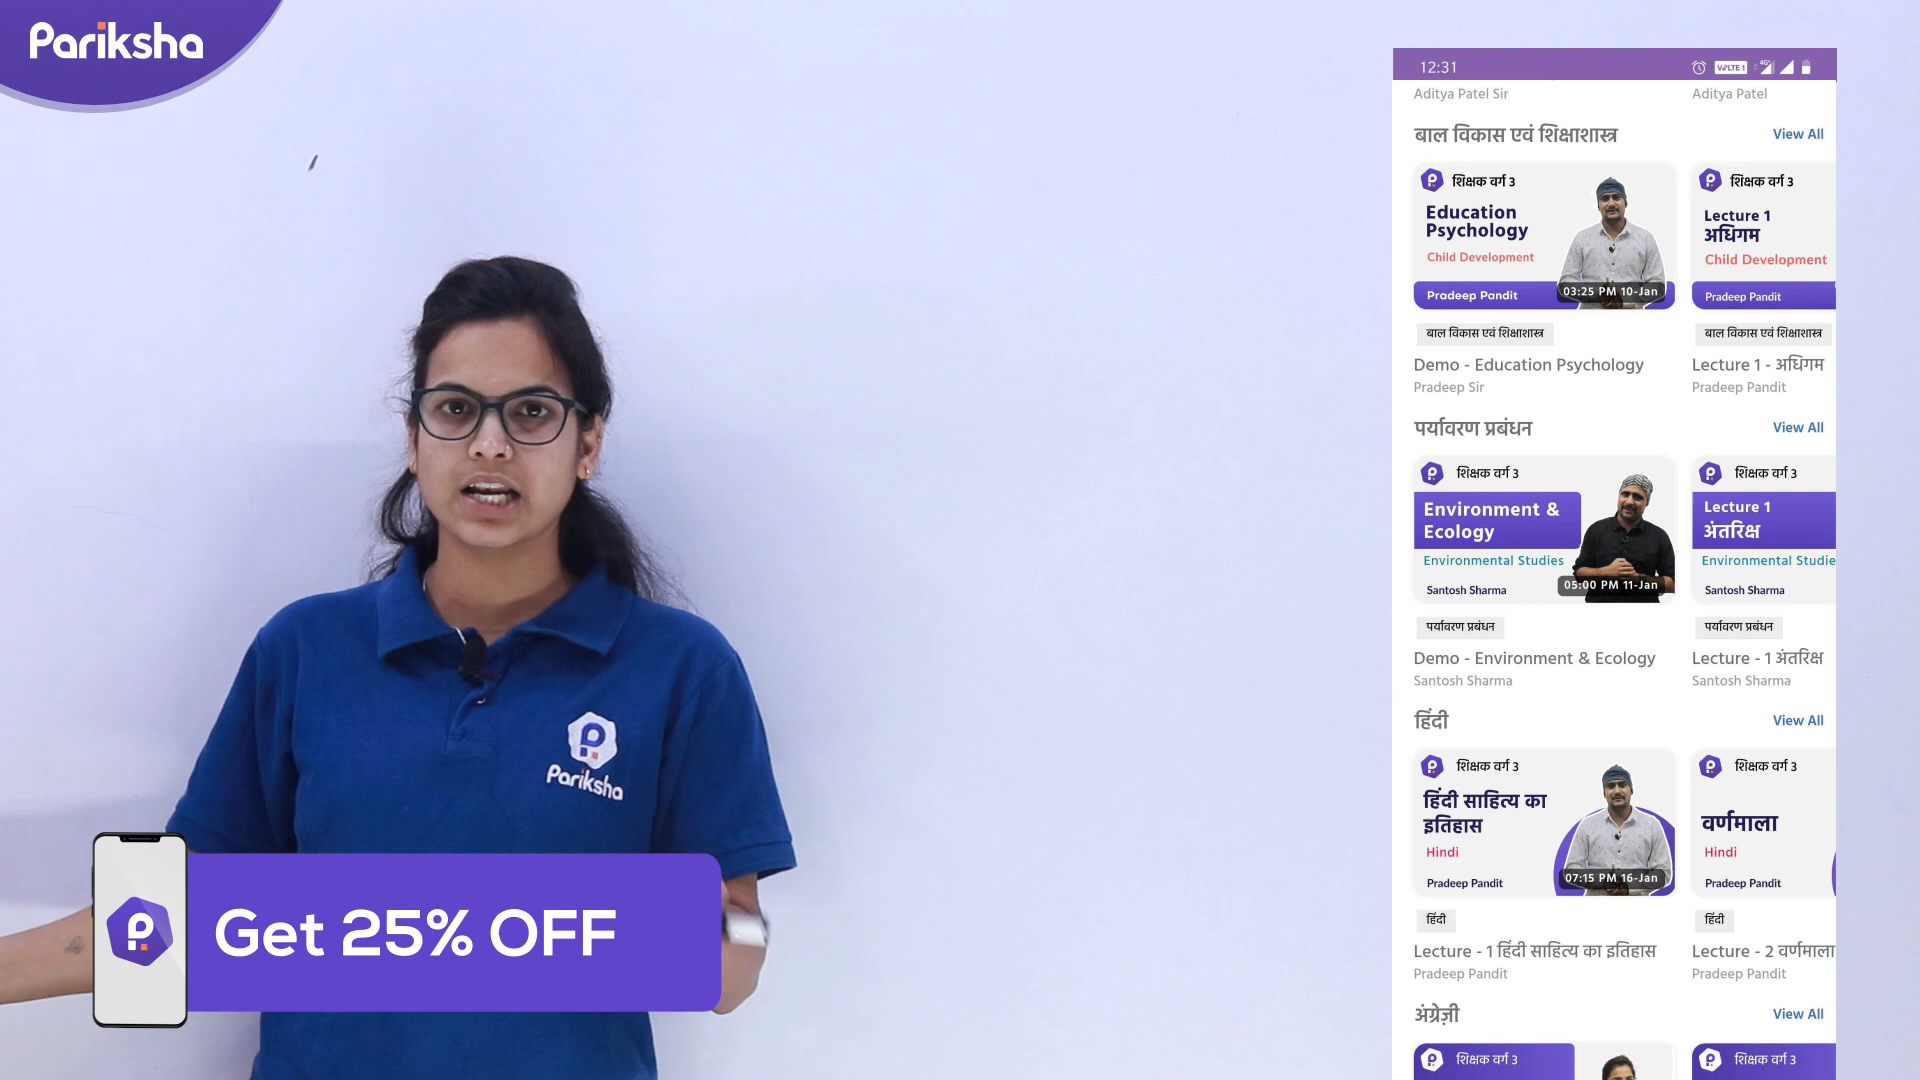 Pariksha
Pariksha
Get 25% OFF
12:31
VoLTE 1
4G+
Aditya Patel Sir
Aditya Patel
बाल विकास एवं शिक्षाशास्त्र
View All
शिक्षक वर्ग 3
Education
Psychology
Child Development
Pradeep Pandit
03:25 PM 10-Jan
शिक्षक वर्ग 3
Lecture 1
अधिगम
Child Development
Pradeep Pandit
बाल विकास एवं शिक्षाशास्त्र
बाल विकास एवं शिक्षाशास्त्र
Demo - Education Psychology
Lecture 1 - अधिगम
Pradeep Sir
Pradeep Pandit
पर्यावरण प्रबंधन
View All
शिक्षक वर्ग 3
Environment &
Ecology
Environmental Studies
Santosh Sharma
05:00 PM 11-Jan
शिक्षक वर्ग 3
Lecture 1
अंतरिक्ष
Environmental Studie
Santosh Sharma
पर्यावरण प्रबंधन
पर्यावरण प्रबंधन
Demo - Environment & Ecology
Lecture - 1 अंतरिक्ष
Santosh Sharma
Santosh Sharma
हिंदी
View All
शिक्षक वर्ग 3
हिंदी साहित्य का
इतिहास
Hindi
Pradeep Pandit
07:15 PM 16-Jan
शिक्षक वर्ग 3
वर्णमाला
Hindi
Pradeep Pandit
हिंदी
हिंदी
Lecture - 1 हिंदी साहित्य का इतिहास
Lecture - 2 वर्णमाला
Pradeep Pandit
Pradeep Pandit
अंग्रेज़ी
View All
शिक्षक वर्ग 3
शिक्षक वर्ग 3